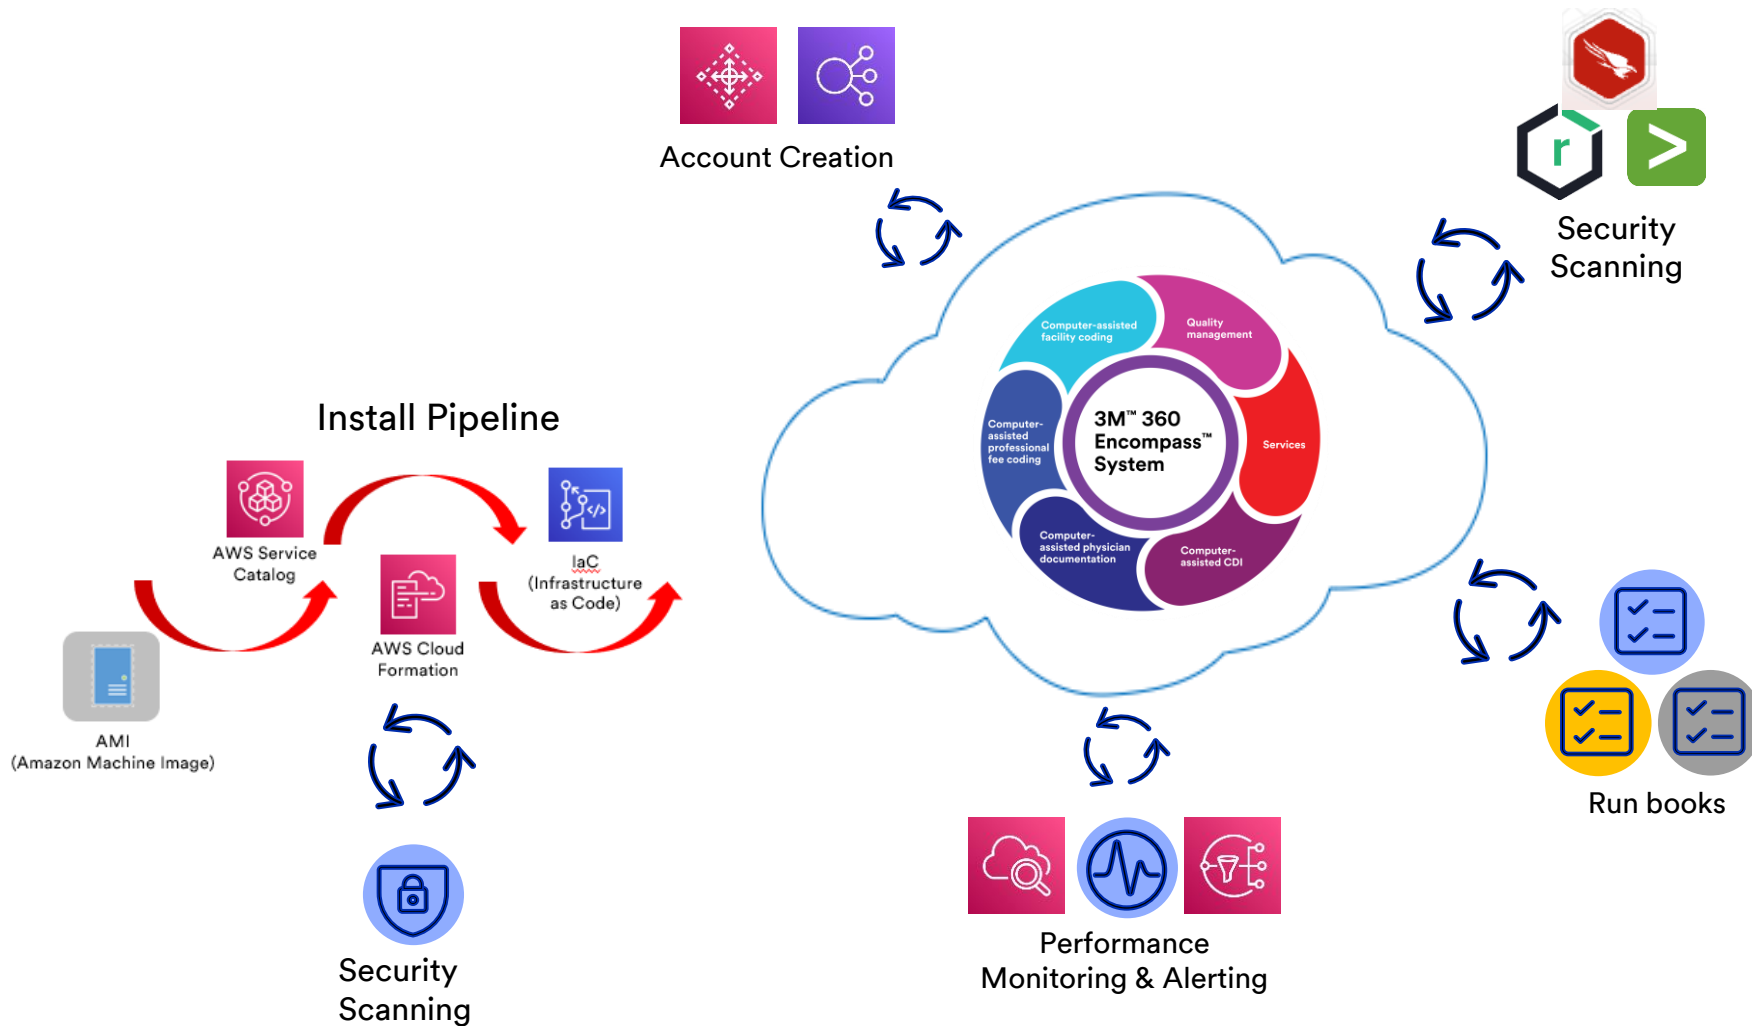 Account Creation
Security
Scanning
Computer-assisted
facility coding
Quality
management
Computer-
assisted
professional
fee coding
3M™ 360
Encompass™
System
Services
Computer-
assisted physician
documentation
Computer-
assisted CDI
Install Pipeline
AWS Service
Catalog
IaC
(Infrastructure
as Code)
AWS Cloud
Formation
AMI
(Amazon Machine Image)
Security
Scanning
Performance
Monitoring & Alerting
Run books
r
>